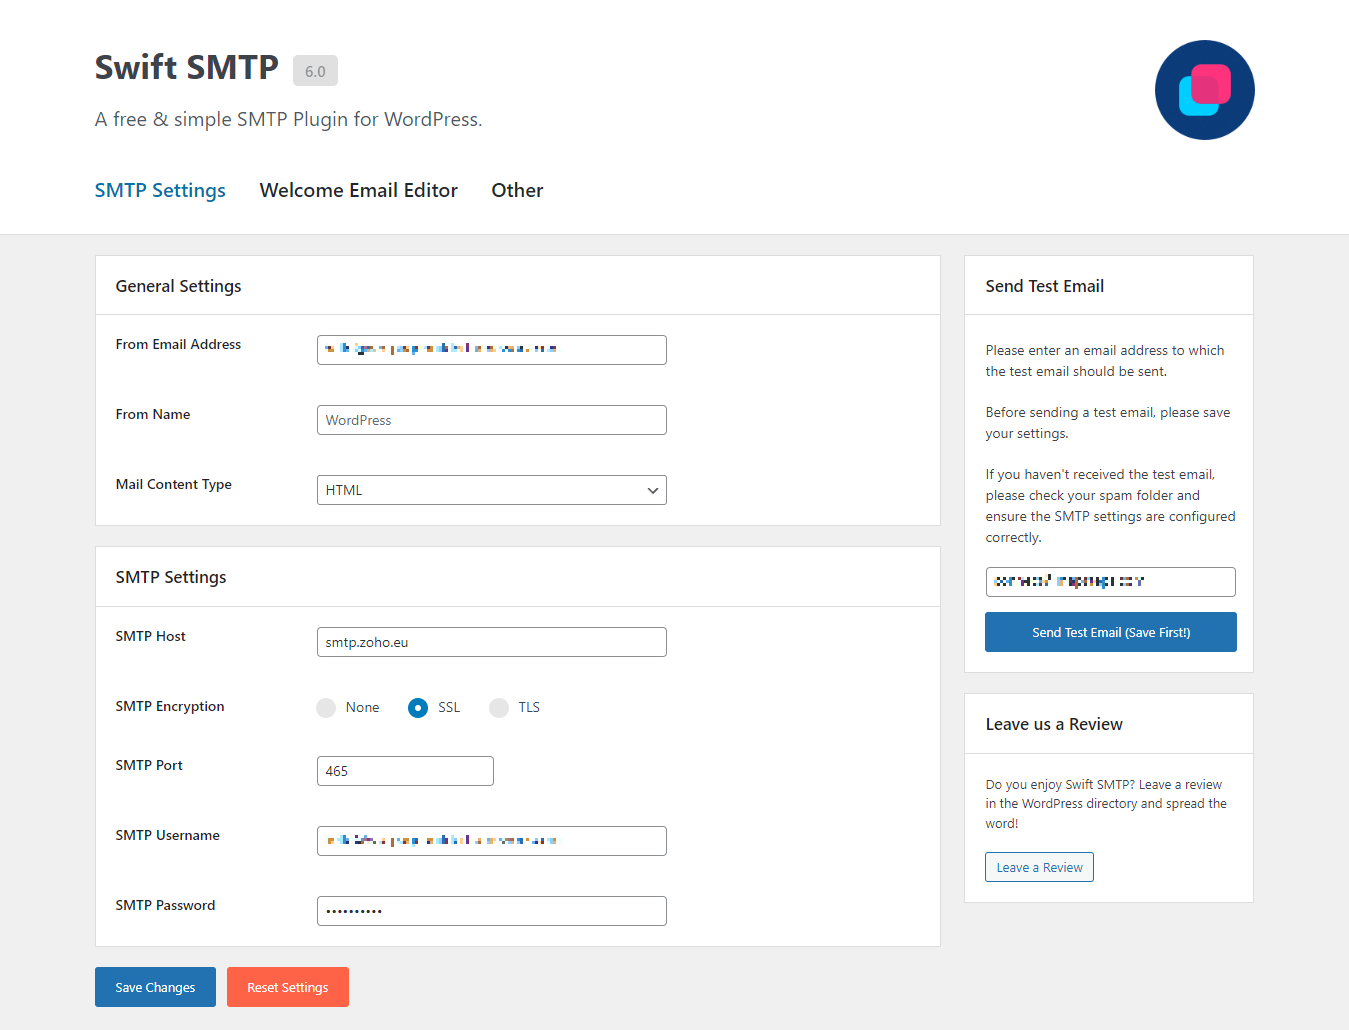 Swift SMTP 6.0
A free & simple SMTP Plugin for WordPress.
SMTP Settings Welcome Email Editor Other
General Settings
From Email Address
From Name WordPress
Mail Content Type HTML
SMTP Settings
SMTP Host smtp.zoho.eu
SMTP Encryption None SSL TLS
SMTP Port 465
SMTP Username
SMTP Password ••••••••••
Save Changes Reset Settings
Send Test Email
Please enter an email address to which
the test email should be sent.
Before sending a test email, please save
your settings.
If you haven't received the test email,
please check your spam folder and
ensure the SMTP settings are configured
correctly.
Send Test Email (Save First!)
Leave us a Review
Do you enjoy Swift SMTP? Leave a review
in the WordPress directory and spread the
word!
Leave a Review